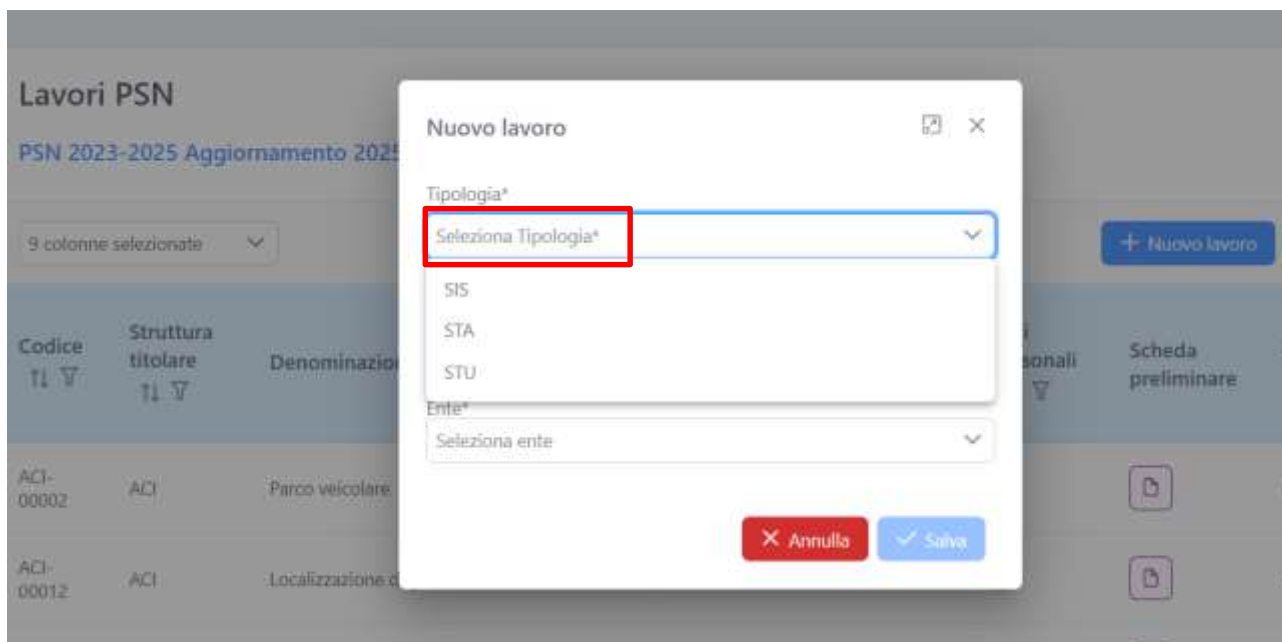 Lavori PSN
PSN 2023-2025 Aggiornamento 2025
9 colonne selezionate
+ Nuovo lavoro
Codice
Struttura
titolare
Denominazion
sonali
Scheda
preliminare
ACI-
00002
ACI
Parco veicolare
ACI-
00012
ACI
Localizzazione d
Nuovo lavoro
Tipologia*
Seleziona Tipologia*
SIS
STA
STU
Ente*
Seleziona ente
Annulla
Salva